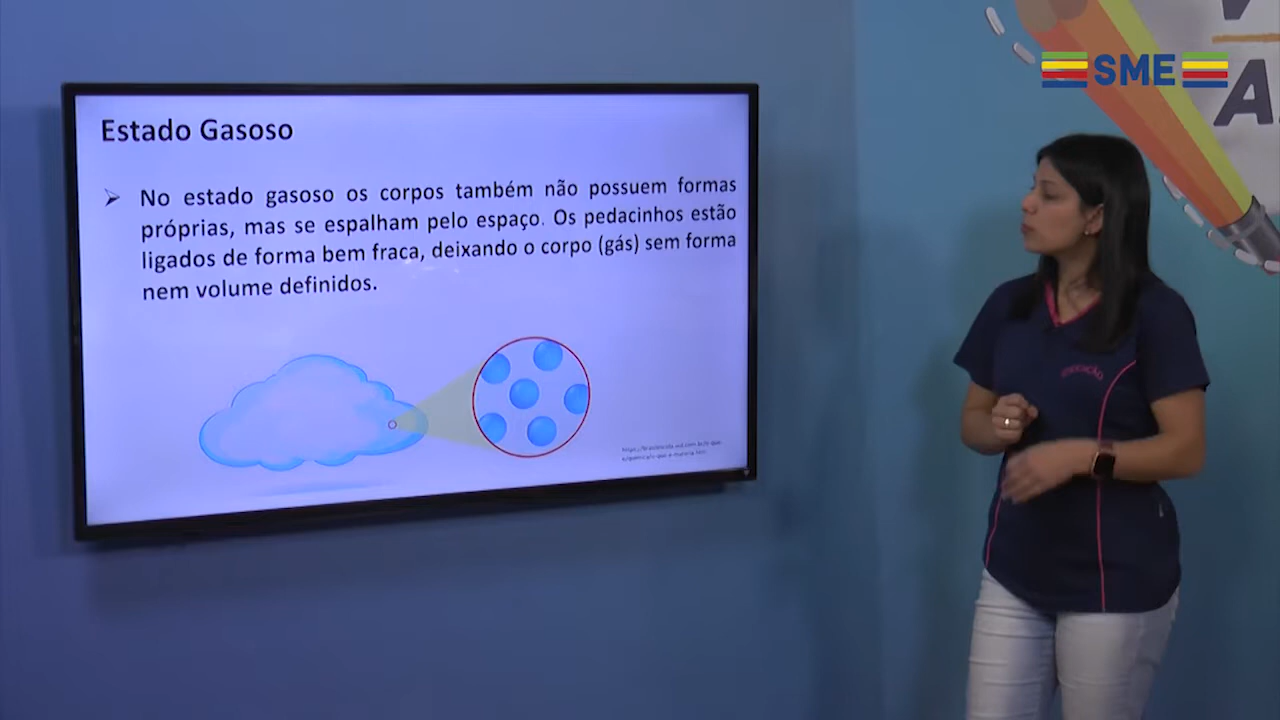 SME
V
A
Estado Gasoso
No estado gasoso os corpos também não possuem formas
próprias, mas se espalham pelo espaço. Os pedacinhos estão
ligados de forma bem fraca, deixando o corpo (gás) sem forma
nem volume definidos.
EDUCAÇÃO